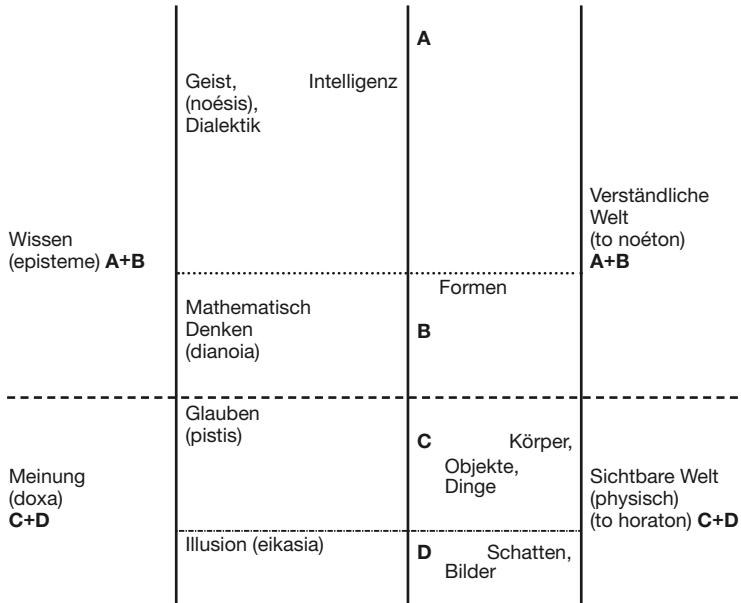 A
Geist, Intelligenz
(noésis),
Dialektik
Verständliche
Welt
(to noéton)
A+B
Wissen
(episteme) A+B
Formen
Mathematisch
Denken
(dianoia)
B
Glauben
(pistis)
C Körper,
Objekte,
Dinge
Meinung
(doxa)
C+D
Sichtbare Welt
(physisch)
(to horaton) C+D
Illusion (eikasia)
D Schatten,
Bilder